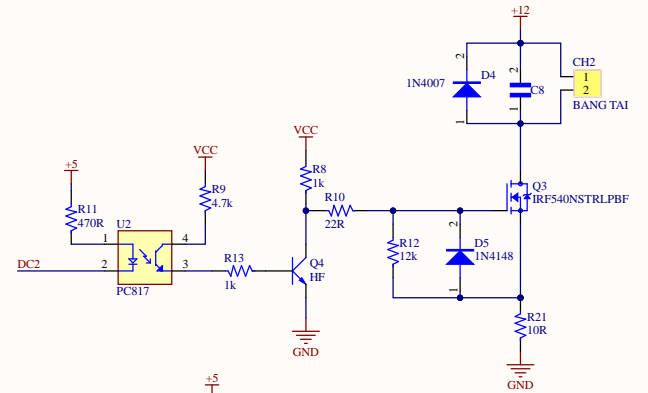 +12
2
2
CH2
1N4007
D4
C8
1
2
1
1
BANG TAI
VCC
VCC
+5
R8
1k
R9
4.7k
R10
22R
Q3
IRF540NSTRLPBF
R11
470R
U2
1
4
2
3
DC2
PC817
R13
1k
Q4
HF
R12
12k
2
D5
1N4148
1
GND
R21
10R
GND
+5